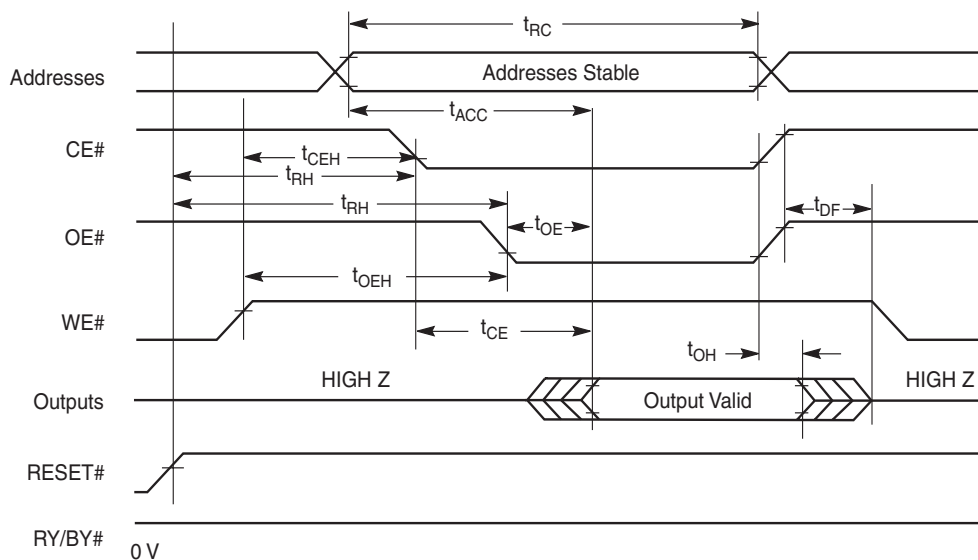 tRC
Addresses
Addresses Stable
tACC
CE#
tCEH
tRH
tRH
tDF
OE#
tOE
tOEH
WE#
tCE
tOH
HIGH Z
HIGH Z
Outputs
Output Valid
RESET#
RY/BY#
0 V